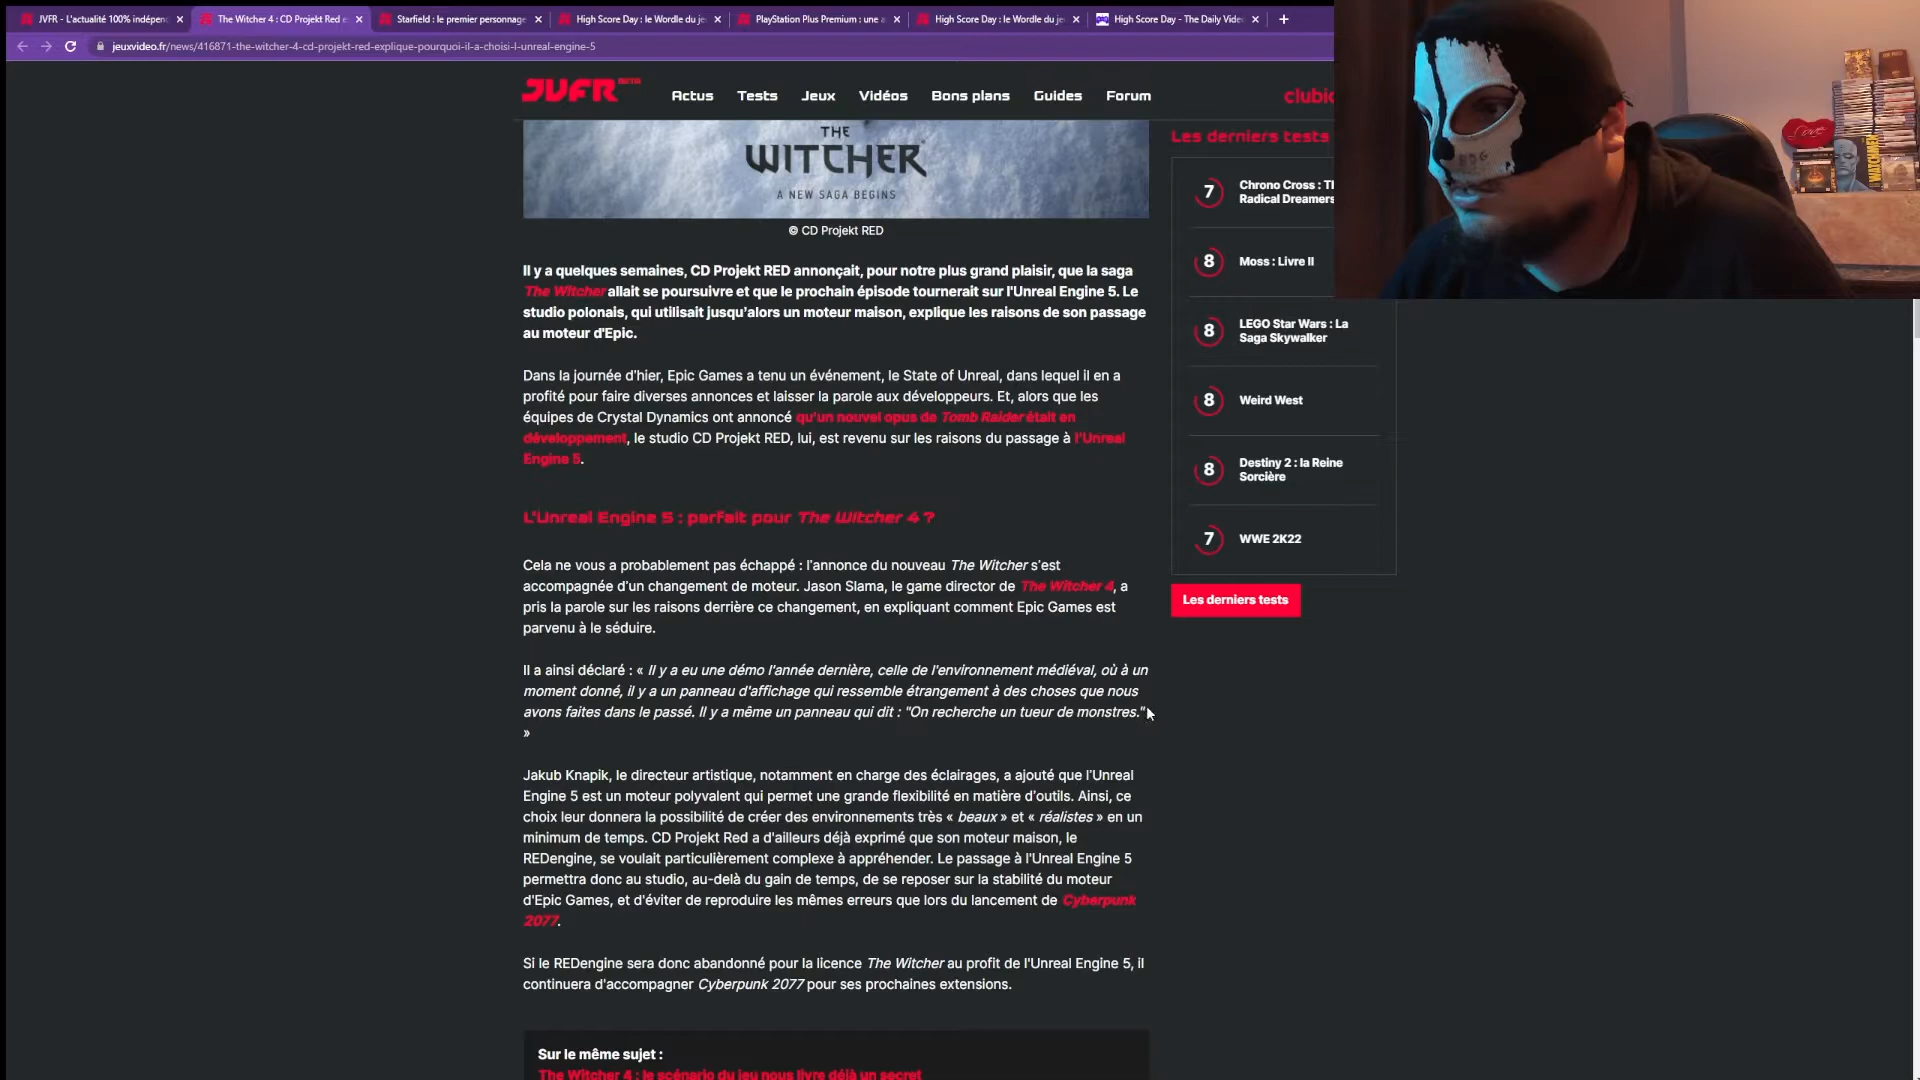 JVFR - L'actualité 100% indépen
The Witcher 4 : CD Projekt Red e
Starfield : le premier personnage
High Score Day : le Wordle du je
PlayStation Plus Premium : une a
High Score Day : le Wordle du je
High Score Day - The Daily Vide
jeuxvideo.fr/news/416871-the-witcher-4-cd-projekt-red-explique-pourquoi-il-a-choisi-l-unreal-engine-5
JVFR BETA
Actus Tests Jeux Vidéos Bons plans Guides Forum
clubic
THE
WITCHER
A NEW SAGA BEGINS
© CD Projekt RED
Il y a quelques semaines, CD Projekt RED annonçait, pour notre plus grand plaisir, que la saga
The Witcher allait se poursuivre et que le prochain épisode tournerait sur l'Unreal Engine 5. Le
studio polonais, qui utilisait jusqu'alors un moteur maison, explique les raisons de son passage
au moteur d'Epic.
Dans la journée d'hier, Epic Games a tenu un événement, le State of Unreal, dans lequel il en a
profité pour faire diverses annonces et laisser la parole aux développeurs. Et, alors que les
équipes de Crystal Dynamics ont annoncé qu'un nouvel opus de Tomb Raider était en
développement, le studio CD Projekt RED, lui, est revenu sur les raisons du passage à l'Unreal
Engine 5.
L'Unreal Engine 5 : parfait pour The Witcher 4 ?
Cela ne vous a probablement pas échappé : l'annonce du nouveau The Witcher s'est
accompagnée d'un changement de moteur. Jason Slama, le game director de The Witcher 4, a
pris la parole sur les raisons derrière ce changement, en expliquant comment Epic Games est
parvenu à le séduire.
Il a ainsi déclaré : « Il y a eu une démo l'année dernière, celle de l'environnement médiéval, où à un
moment donné, il y a un panneau d'affichage qui ressemble étrangement à des choses que nous
avons faites dans le passé. Il y a même un panneau qui dit : "On recherche un tueur de monstres."
»
Jakub Knapik, le directeur artistique, notamment en charge des éclairages, a ajouté que l'Unreal
Engine 5 est un moteur polyvalent qui permet une grande flexibilité en matière d'outils. Ainsi, ce
choix leur donnera la possibilité de créer des environnements très « beaux » et « réalistes » en un
minimum de temps. CD Projekt Red a d'ailleurs déjà exprimé que son moteur maison, le
REDengine, se voulait particulièrement complexe à appréhender. Le passage à l'Unreal Engine 5
permettra donc au studio, au-delà du gain de temps, de se reposer sur la stabilité du moteur
d'Epic Games, et d'éviter de reproduire les mêmes erreurs que lors du lancement de Cyberpunk
2077.
Si le REDengine sera donc abandonné pour la licence The Witcher au profit de l'Unreal Engine 5, il
continuera d'accompagner Cyberpunk 2077 pour ses prochaines extensions.
Sur le même sujet :
The Witcher 4 : le scénario du jeu nous livre déjà un secret
Les derniers tests
7 Chrono Cross : Th
Radical Dreamers
8 Moss : Livre II
8 LEGO Star Wars : La
Saga Skywalker
8 Weird West
8 Destiny 2 : la Reine
Sorcière
7 WWE 2K22
Les derniers tests
Love
WATCHMEN